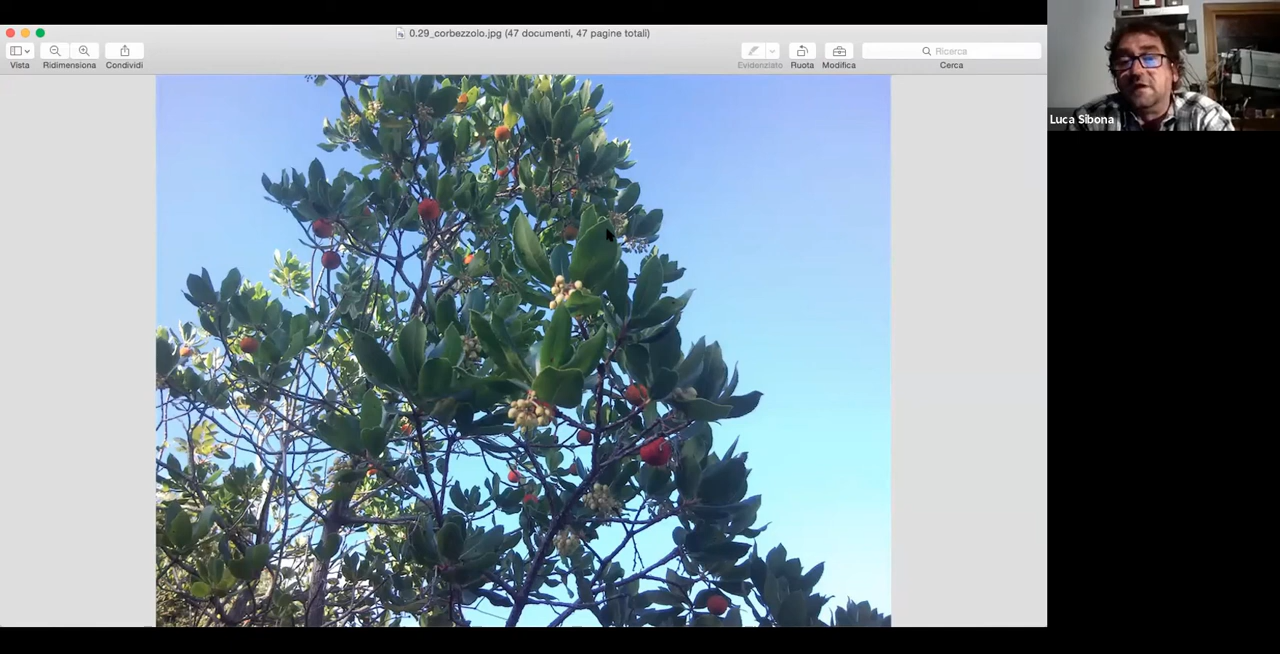 0.29_corbezzolo.jpg (47 documenti, 47 pagine totali)
Vista
Ridimensiona
Condividi
Evidenziato
Ruota
Modifica
Ricerca
Cerca
Luca Sibona